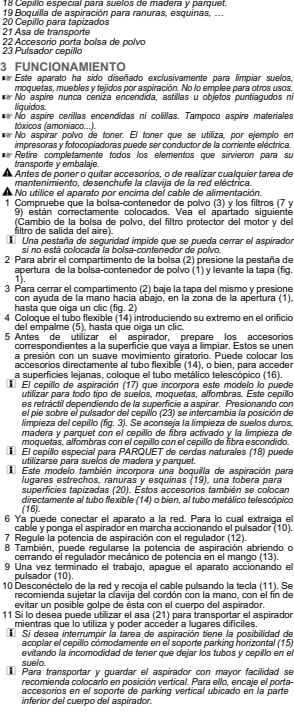 18 Cepillo especial para suelos de madera y parquet.
19 Boquilla de aspiración para ranuras, esquinas, …
20 Cepillo para tapizados
21 Asa de transporte
22 Accesorio porta bolsa de polvo
23 Pulsador cepillo
3 FUNCIONAMIENTO
☞ Este aparato ha sido diseñado exclusivamente para limpiar suelos,
moquetas, muebles y tejidos por aspiración. No lo emplee para otros usos.
☞ No aspire nunca ceniza encendida, astillas u objetos puntiagudos ni
líquidos.
☞ No aspire cerillas encendidas ni colillas. Tampoco aspire materiales
tóxicos (amoniaco...).
☞ No aspirar polvo de toner. El toner que se utiliza, por ejemplo en
impresoras y fotocopiadoras puede ser conductor de la corriente eléctrica.
☞ Retire completamente todos los elementos que sirvieron para su
transporte y embalaje.
⚠ Antes de poner o quitar accesorios, o de realizar cualquier tarea de
mantenimiento, desenchufe la clavija de la red eléctrica.
⚠ No utilice el aparato por encima del cable de alimentación.
1 Compruebe que la bolsa-contenedor de polvo (3) y los filtros (7 y
9) están correctamente colocados. Vea el apartado siguiente
(Cambio de la bolsa de polvo, del filtro protector del motor y del
filtro de salida del aire).
i Una pestaña de seguridad impide que se pueda cerrar el aspirador
si no está colocada la bolsa-contenedor de polvo.
2 Para abrir el compartimento de la bolsa (2) presione la pestaña de
apertura de la bolsa-contenedor de polvo (1) y levante la tapa (fig.
1).
3 Para cerrar el compartimento (2) baje la tapa del mismo y presione
con ayuda de la mano hacia abajo, en la zona de la apertura (1),
hasta que oiga un clic (fig. 2)
4 Coloque el tubo flexible (14) introduciendo su extremo en el orificio
del empalme (5), hasta que oiga un clic.
5 Antes de utilizar el aspirador, prepare los accesorios
correspondientes a la superficie que vaya a limpiar. Estos se unen
a presión con un suave movimiento giratorio. Puede colocar los
accesorios directamente al tubo flexible (14), o bien, para acceder
a superficies lejanas, coloque el tubo metálico telescópico (16).
i El cepillo de aspiración (17) que incorpora este modelo lo puede
utilizar para todo tipo de suelos, moquetas, alfombras. Este cepillo
es retráctil dependiendo de la superficie a aspirar. Presionando con
el pie sobre el pulsador del cepillo (23) se intercambia la posición de
limpieza del cepillo (fig. 3). Se aconseja la limpieza de suelos duros,
madera y parquet con el cepillo de fibra activado y la limpieza de
moquetas, alfombras con el cepillo con el cepillo de fibra escondido.
i El cepillo especial para PARQUET de cerdas naturales (18) puede
utilizarse para suelos de madera y parquet.
i Este modelo también incorpora una boquilla de aspiración para
lugares estrechos, ranuras y esquinas (19), una tobera para
superficies tapizadas (20). Estos accesorios también se colocan
directamente al tubo flexible (14) o bien, al tubo metálico telescópico
(16).
6 Ya puede conectar el aparato a la red. Para lo cual extraiga el
cable y ponga el aspirador en marcha accionando el pulsador (10).
7 Regule la potencia de aspiración con el regulador (12).
8 También, puede regularse la potencia de aspiración abriendo o
cerrando el regulador mecánico de potencia en el mango (13).
9 Una vez terminado el trabajo, apague el aparato accionando el
pulsador (10).
10 Desconéctelo de la red y recoja el cable pulsando la tecla (11). Se
recomienda sujetar la clavija del cordón con la mano, con el fin de
evitar un posible golpe de ésta con el cuerpo del aspirador.
11 Si lo desea puede utilizar el asa (21) para transportar el aspirador
mientras que lo utiliza y poder acceder a lugares difíciles.
i Si desea interrumpir la tarea de aspiración tiene la posibilidad de
acoplar el cepillo cómodamente en el soporte parking horizontal (15)
evitando la incomodidad de tener que dejar los tubos y cepillo en el
suelo.
i Para transportar y guardar el aspirador con mayor facilidad se
recomienda colocarlo en posición vertical. Para ello, encaje el porta-
accesorios en el soporte de parking vertical ubicado en la parte
inferior del cuerpo del aspirador.